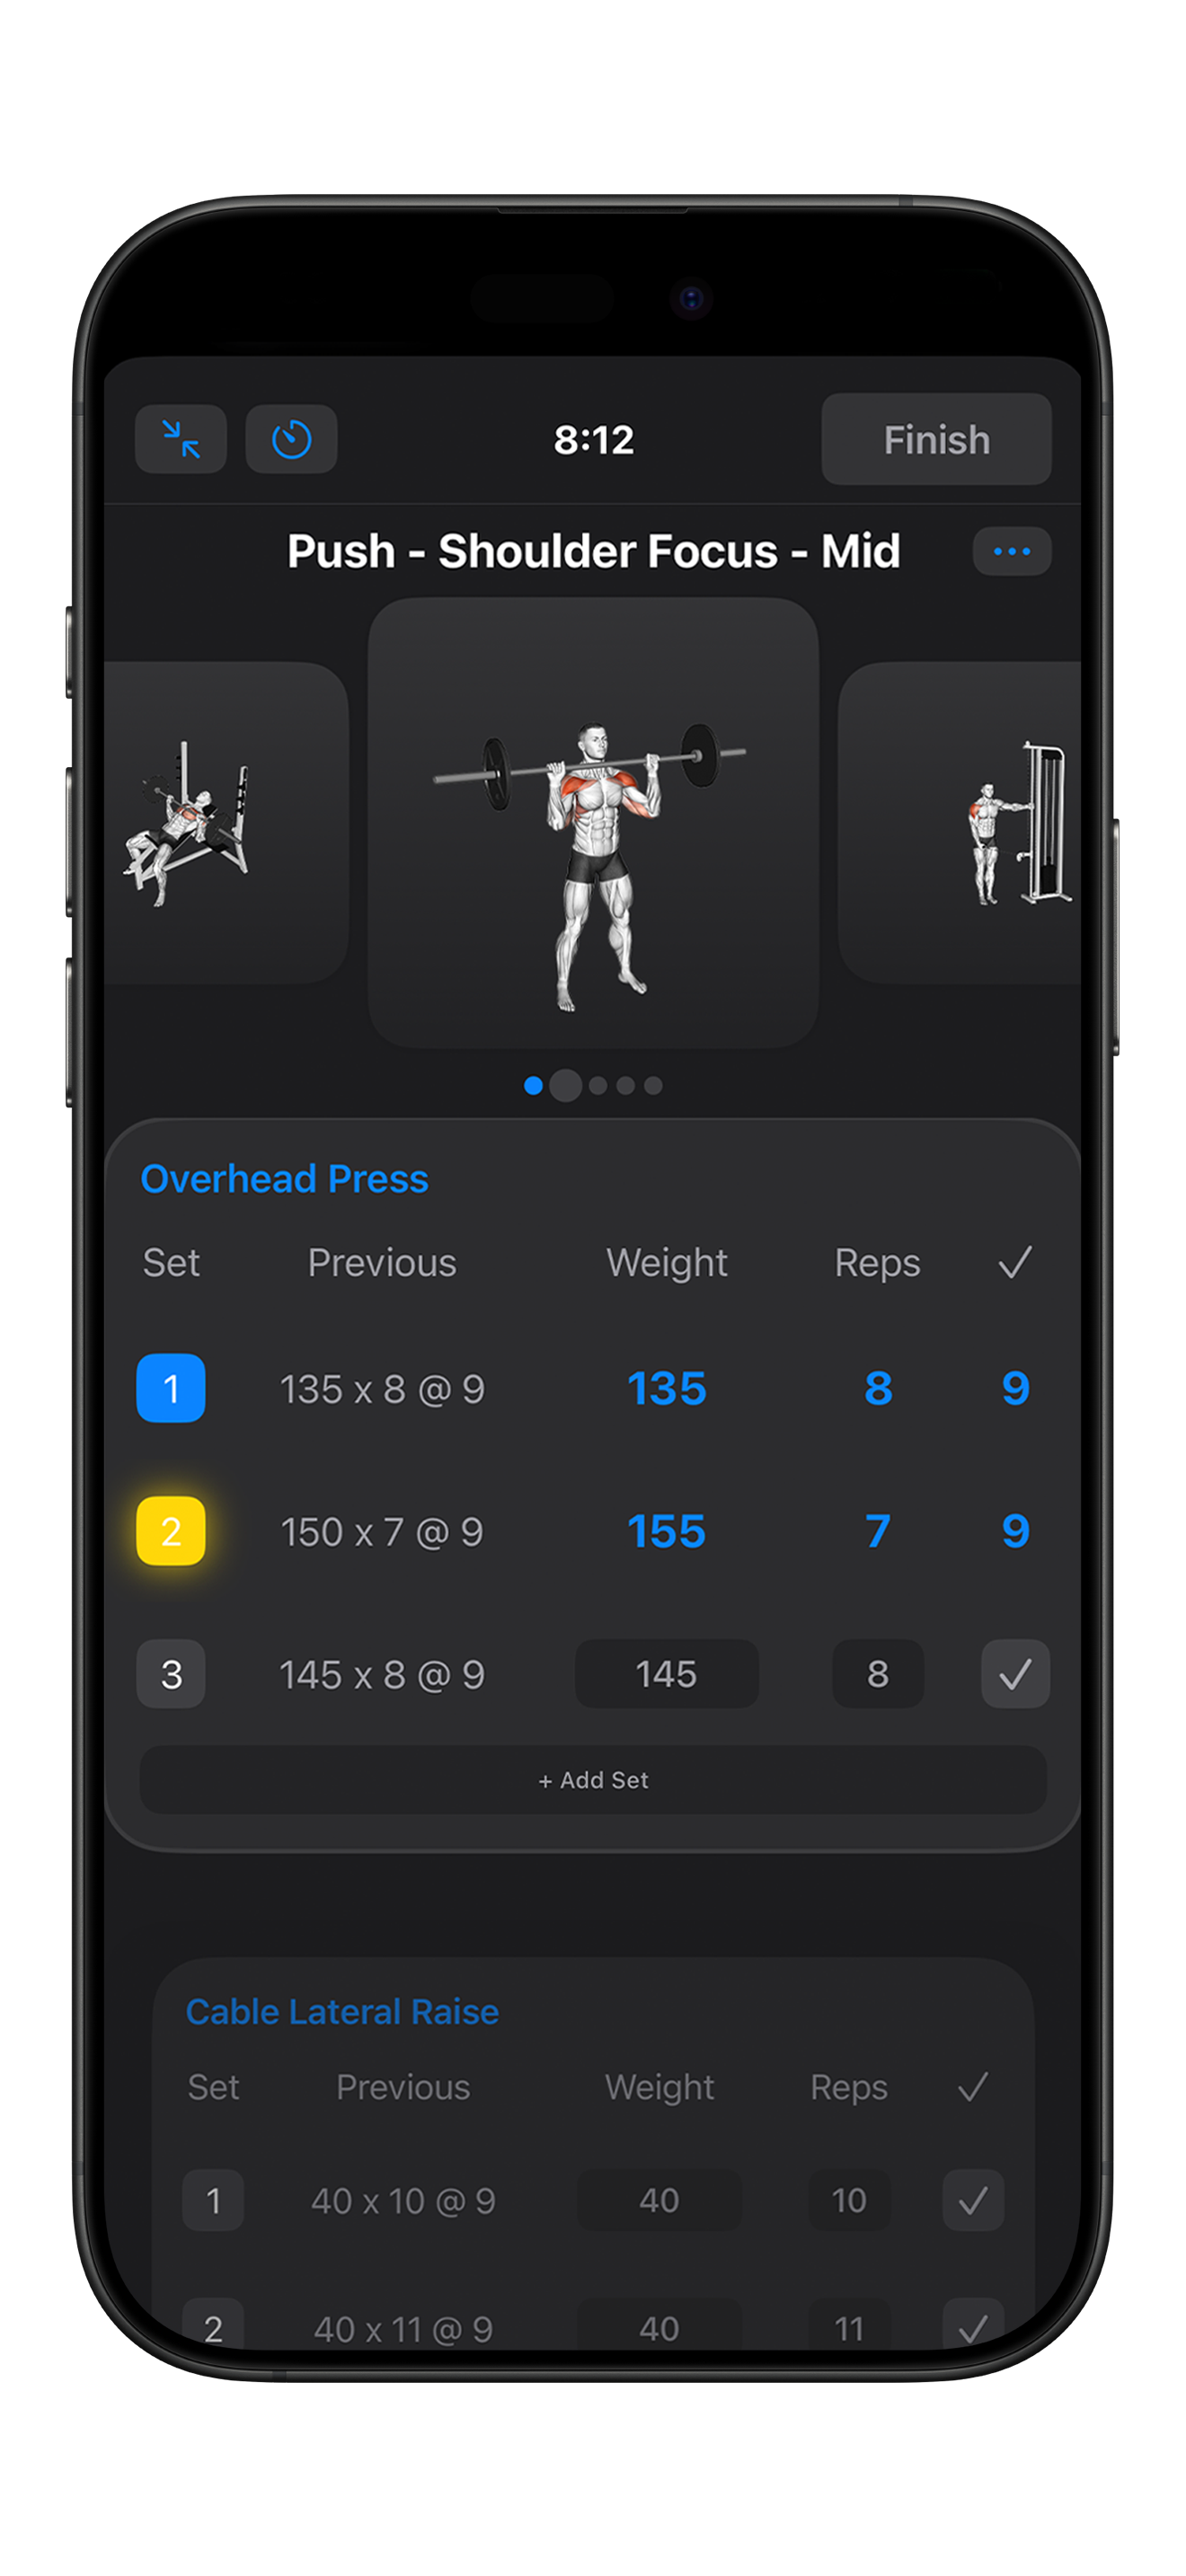 8:12 Finish
Push - Shoulder Focus - Mid
Overhead Press
Set Previous Weight Reps ✓
1 135 x 8 @ 9 135 8 9
2 150 x 7 @ 9 155 7 9
3 145 x 8 @ 9 145 8 ✓
+ Add Set
Cable Lateral Raise
Set Previous Weight Reps ✓
1 40 x 10 @ 9 40 10 ✓
2 40 x 11 @ 9 40 11 ✓